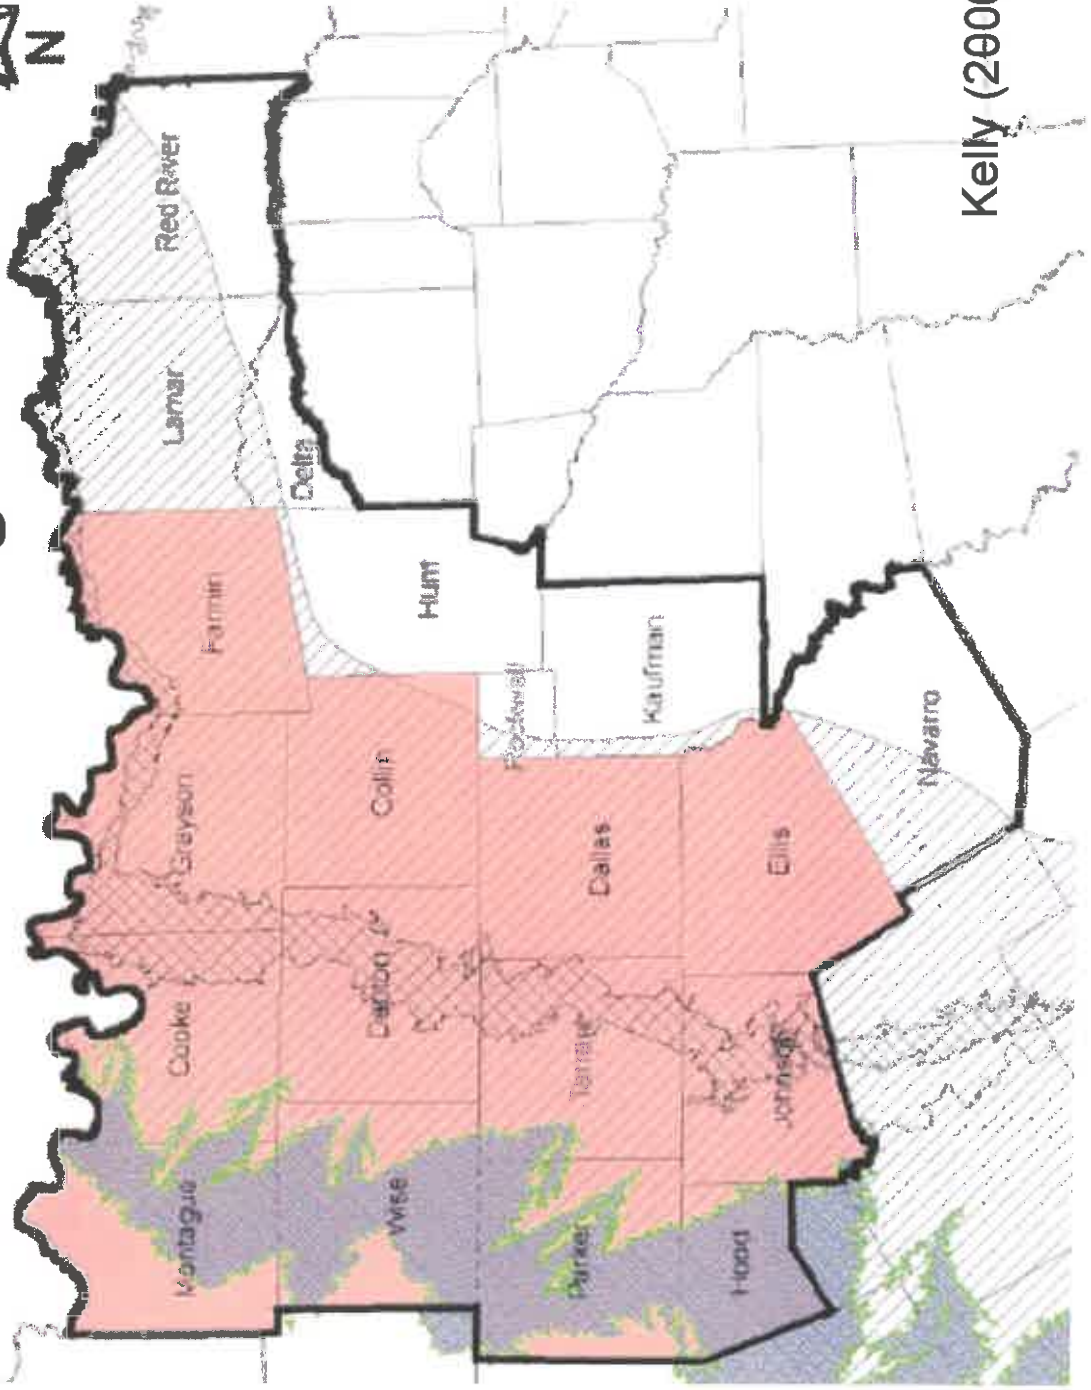 N
Red River
Lamar
Delta
Fannin
Hunt
Grayson
Collin
Rockwall
Kaufman
Cooke
Denton
Dallas
Ellis
Navarro
Montague
Wise
Tarrant
Johnson
Parker
Hood
Kelly (200